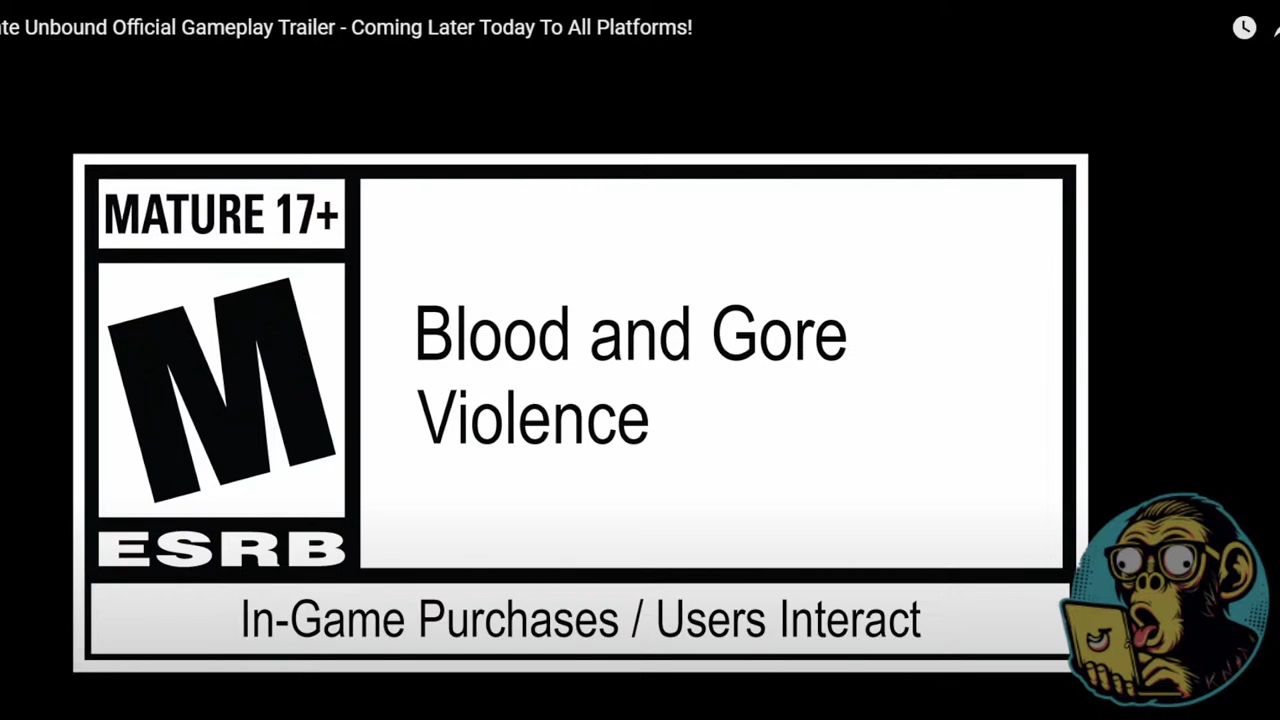 Unbound Official Gameplay Trailer - Coming Later Today To All Platforms!
MATURE 17+
M
Blood and Gore
Violence
ESRB
In-Game Purchases / Users Interact